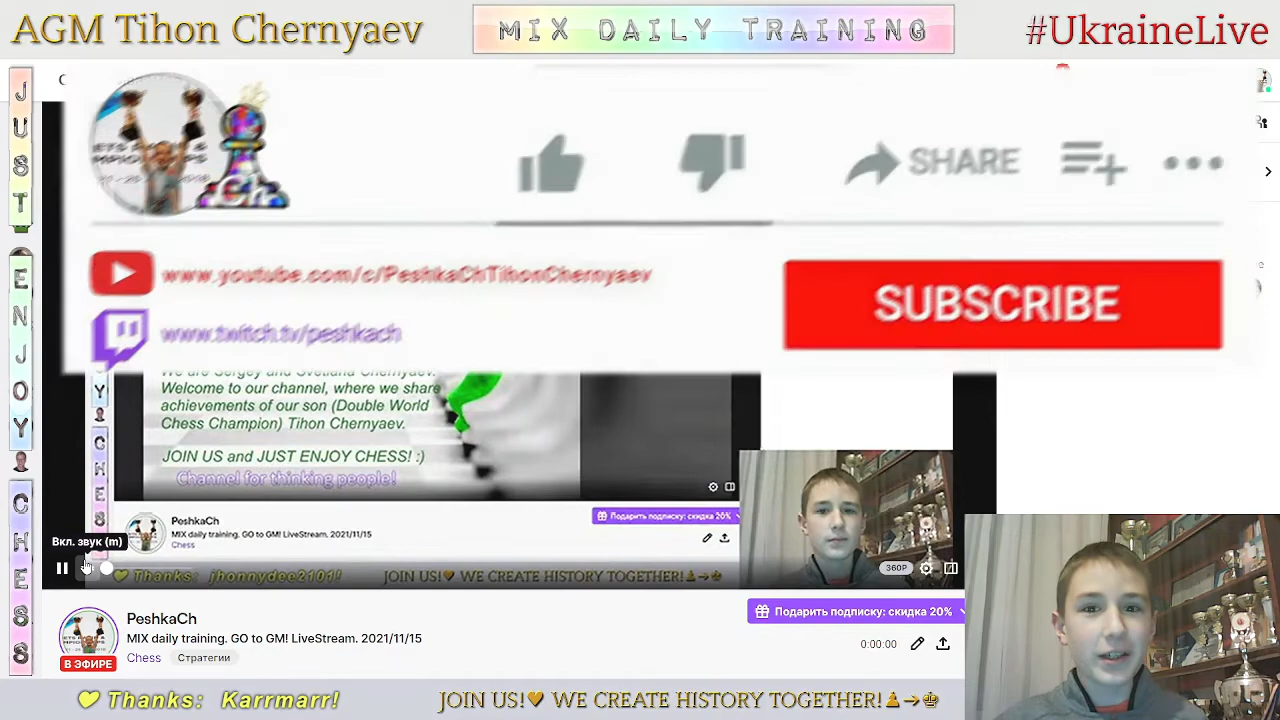 AGM Tihon Chernyaev
MIX DAILY TRAINING
#UkraineLive
JUST
ENJOY
CHESS
SHARE
www.youtube.com/c/PeshkaChTihonChernyaev
SUBSCRIBE
www.twitch.tv/peshkach
We are Sergey and Svetlana Chernyaev.
Welcome to our channel, where we share
achievements of our son (Double World
Chess Champion) Tihon Chernyaev.
JOIN US and JUST ENJOY CHESS! :)
Channel for thinking people!
Y
CHES
S
PeshkaCh
MIX daily training. GO to GM! LiveStream. 2021/11/15
Chess
Подарить подписку: скидка 20%
Вкл. звук (m)
Thanks: jhonnydee2101!
JOIN US! WE CREATE HISTORY TOGETHER!
360P
PeshkaCh
MIX daily training. GO to GM! LiveStream. 2021/11/15
Chess
Стратегии
В ЭФИРЕ
Подарить подписку: скидка 20%
0:00:00
Thanks: Karrmarr!
JOIN US! WE CREATE HISTORY TOGETHER!